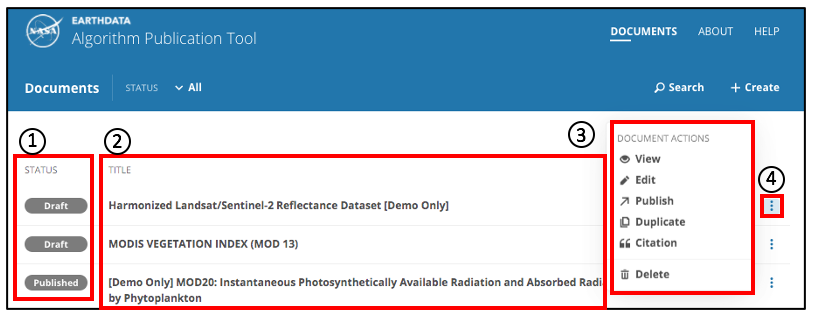 NASA
EARTHDATA
Algorithm Publication Tool
DOCUMENTS ABOUT HELP
Documents STATUS All
Search + Create
1 2 3 4
STATUS TITLE
DOCUMENT ACTIONS
View
Edit
Publish
Duplicate
Citation
Delete
Draft Harmonized Landsat/Sentinel-2 Reflectance Dataset [Demo Only]
Draft MODIS VEGETATION INDEX (MOD 13)
Published [Demo Only] MOD20: Instantaneous Photosynthetically Available Radiation and Absorbed Radi
by Phytoplankton